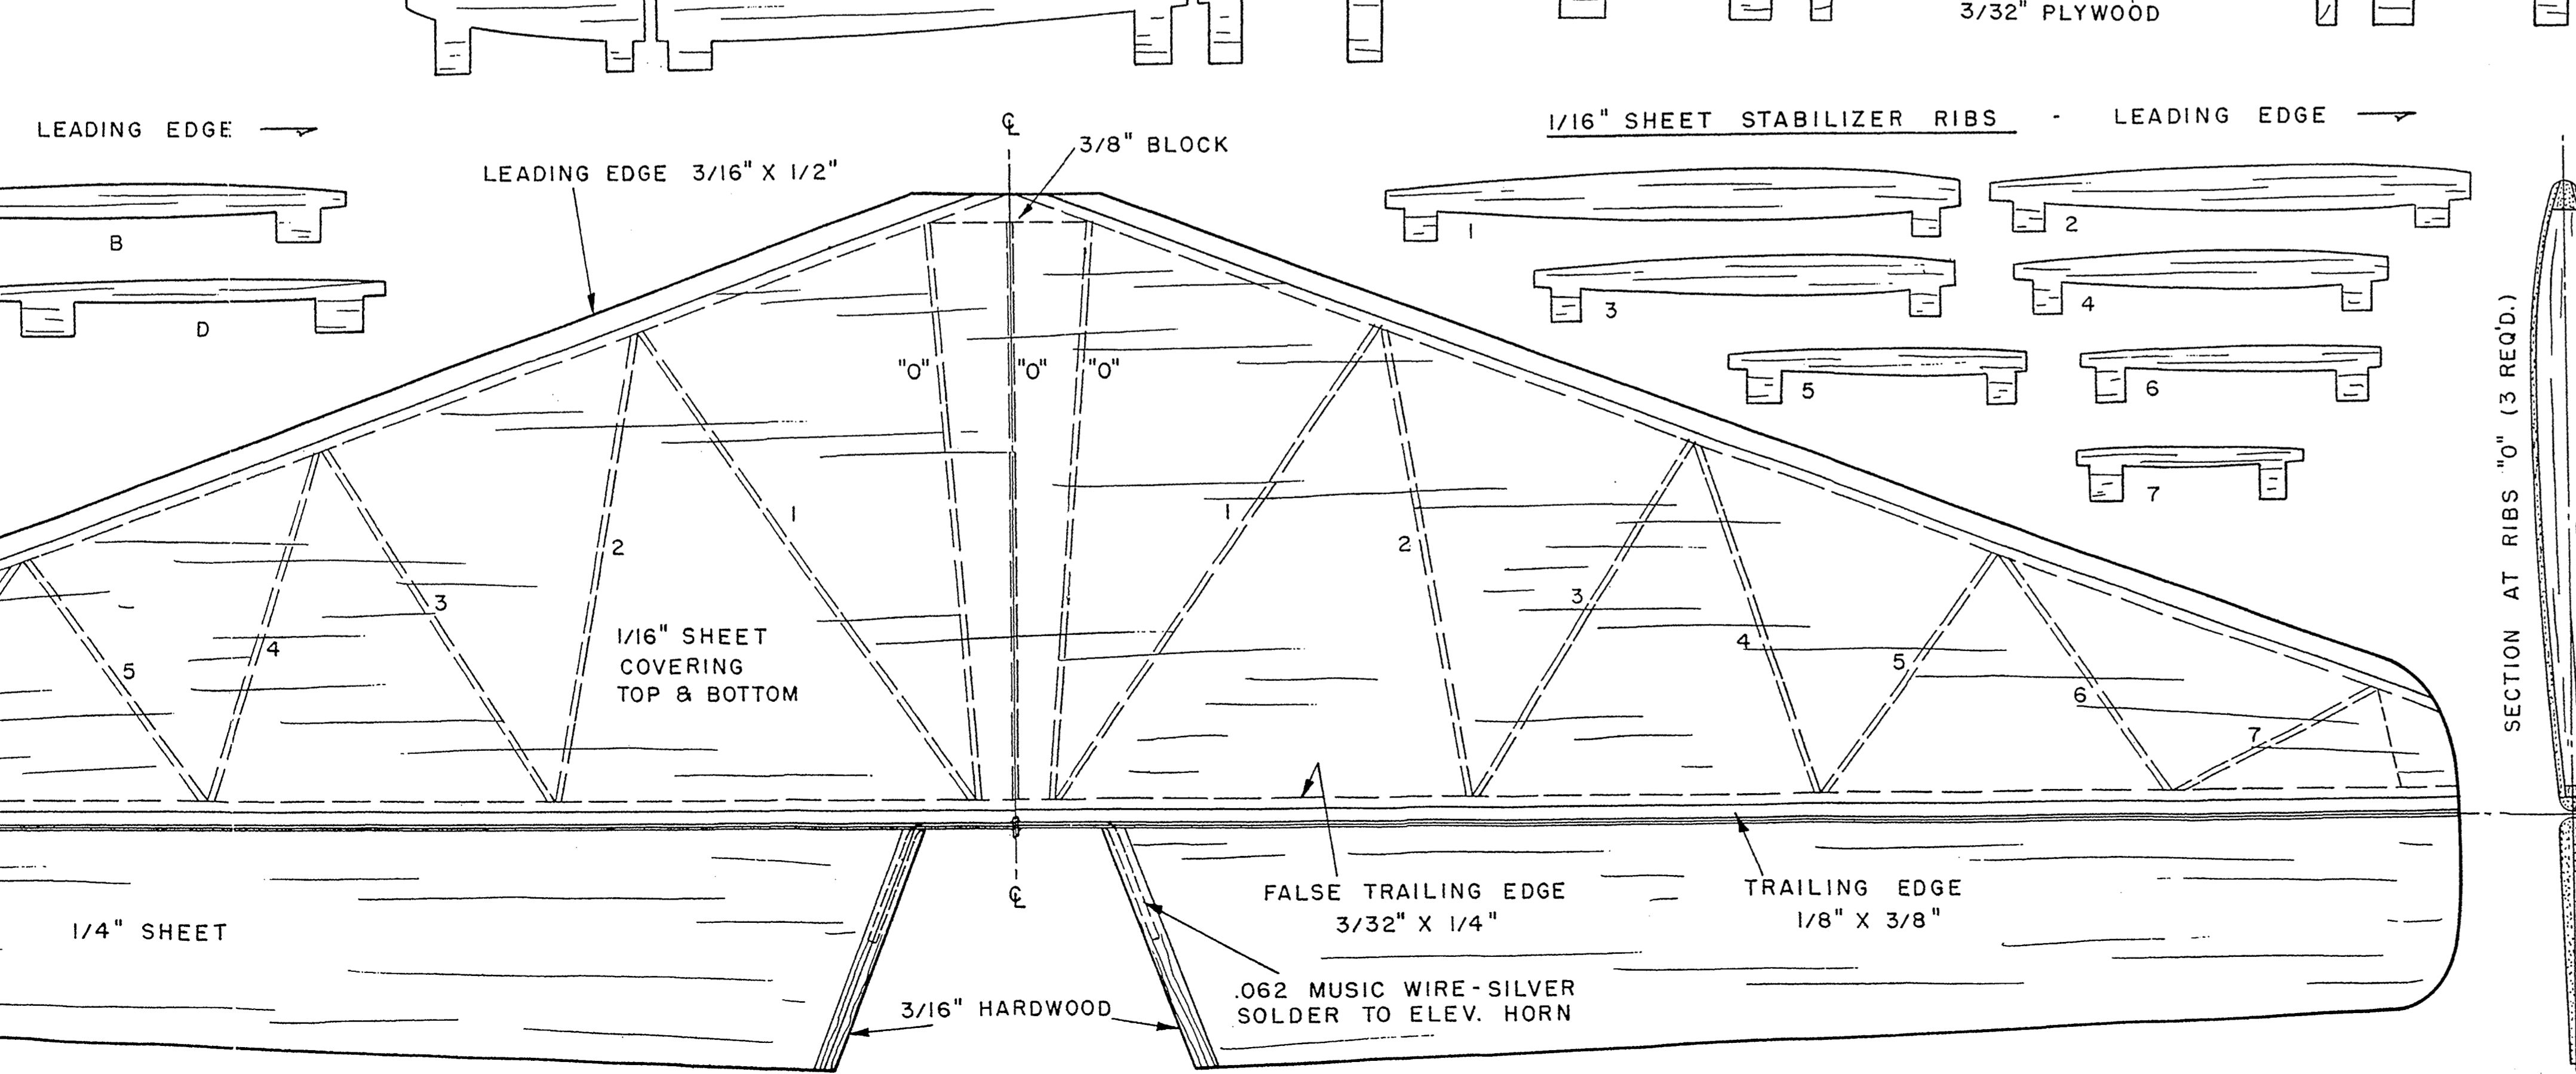 3/32" PLYWOOD
LEADING EDGE
B
D
LEADING EDGE 3/16" X 1/2"
℄
3/8" BLOCK
1/16" SHEET STABILIZER RIBS - LEADING EDGE
1
2
3
4
5
6
7
"O"
"O"
"O"
5
4
3
2
1
1
2
3
4
5
6
7
1/16" SHEET
COVERING
TOP & BOTTOM
SECTION AT RIBS "O" (3 REQ'D.)
℄
1/4" SHEET
3/16" HARDWOOD
FALSE TRAILING EDGE
3/32" X 1/4"
TRAILING EDGE
1/8" X 3/8"
.062 MUSIC WIRE-SILVER
SOLDER TO ELEV. HORN